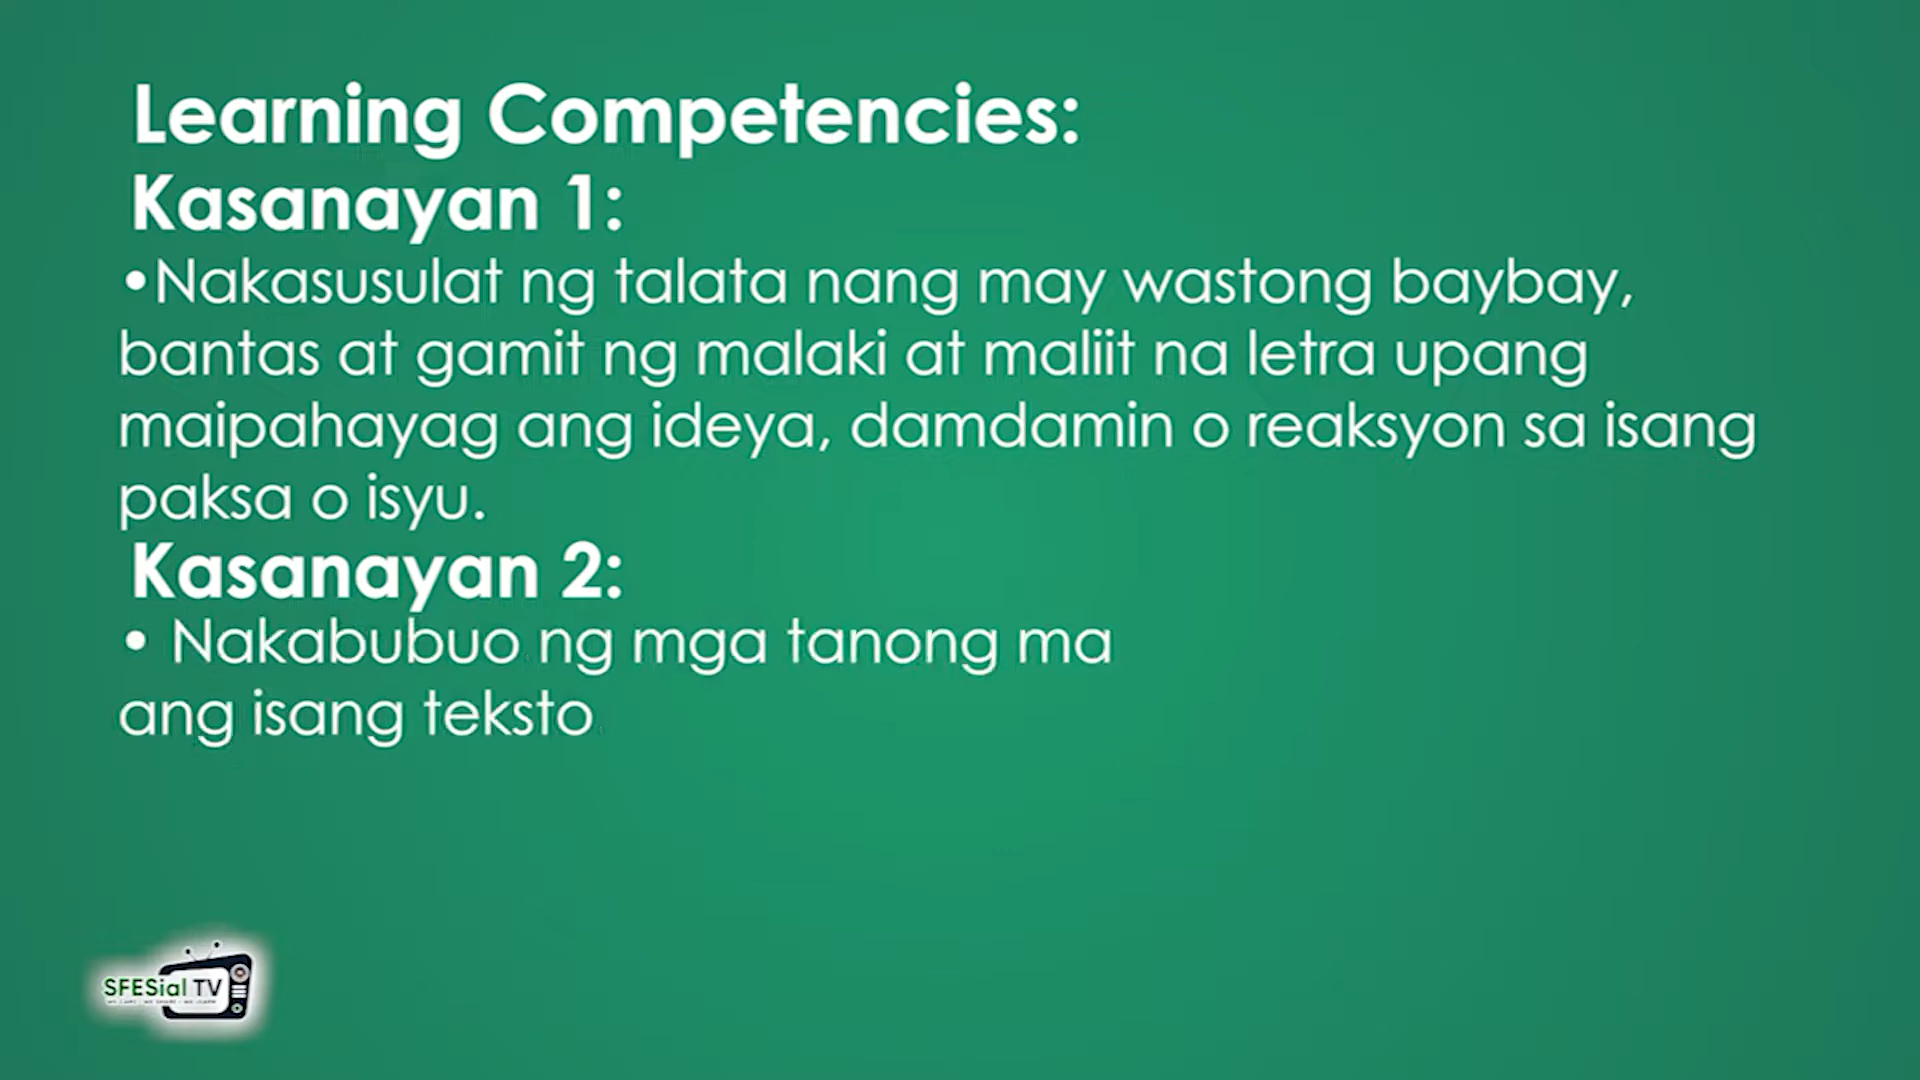 Learning Competencies:
Kasanayan 1:
•Nakasusulat ng talata nang may wastong baybay,
bantas at gamit ng malaki at maliit na letra upang
maipahayag ang ideya, damdamin o reaksyon sa isang
paksa o isyu.
Kasanayan 2:
• Nakabubuo ng mga tanong ma
ang isang teksto
SFESial TV